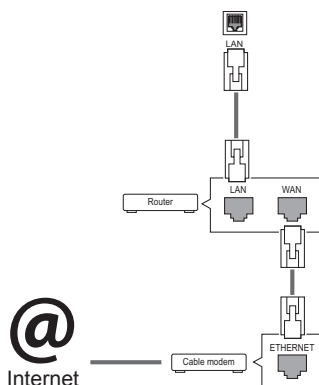 LAN
LAN WAN
Router
ETHERNET
@
Cable modem
Internet